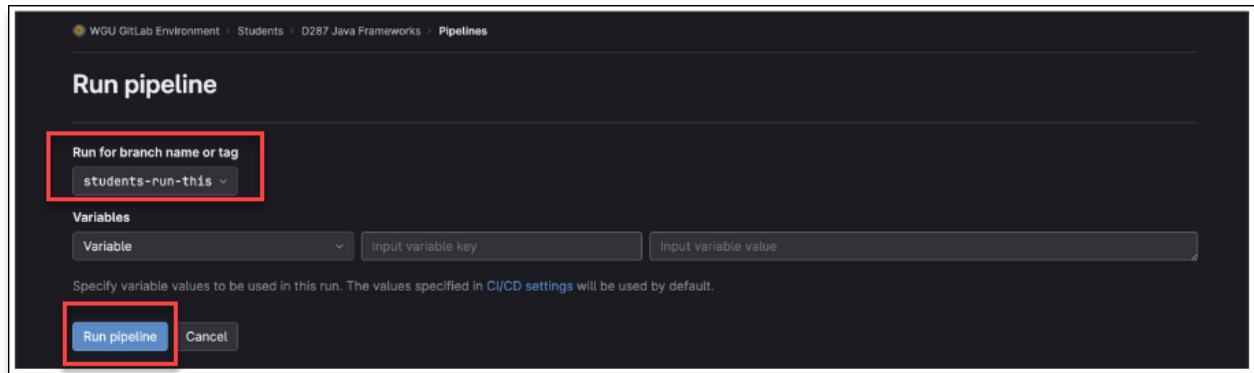 WGU GitLab Environment > Students > D287 Java Frameworks > Pipelines
Run pipeline
Run for branch name or tag
students-run-this
Variables
Variable Input variable key Input variable value
Specify variable values to be used in this run. The values specified in CI/CD settings will be used by default.
Run pipeline Cancel